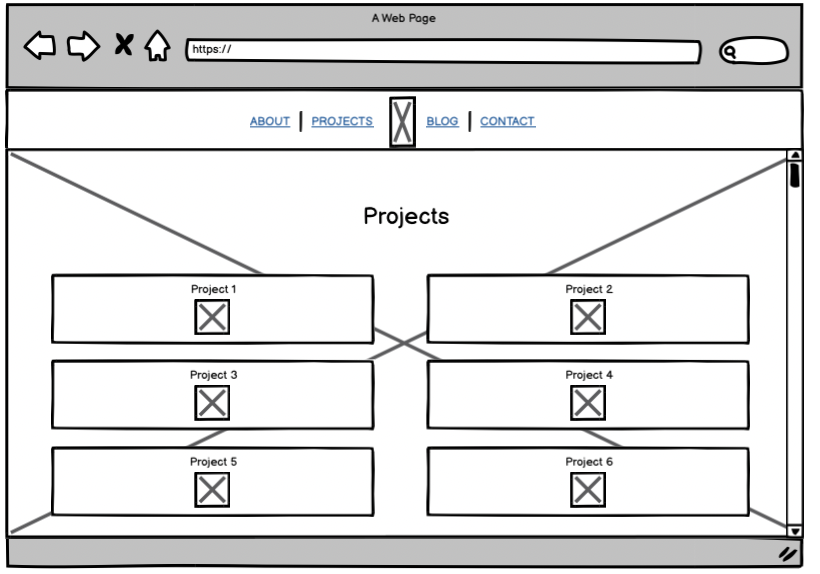 A Web Page
https://
ABOUT | PROJECTS BLOG | CONTACT
Projects
Project 1
Project 2
Project 3
Project 4
Project 5
Project 6